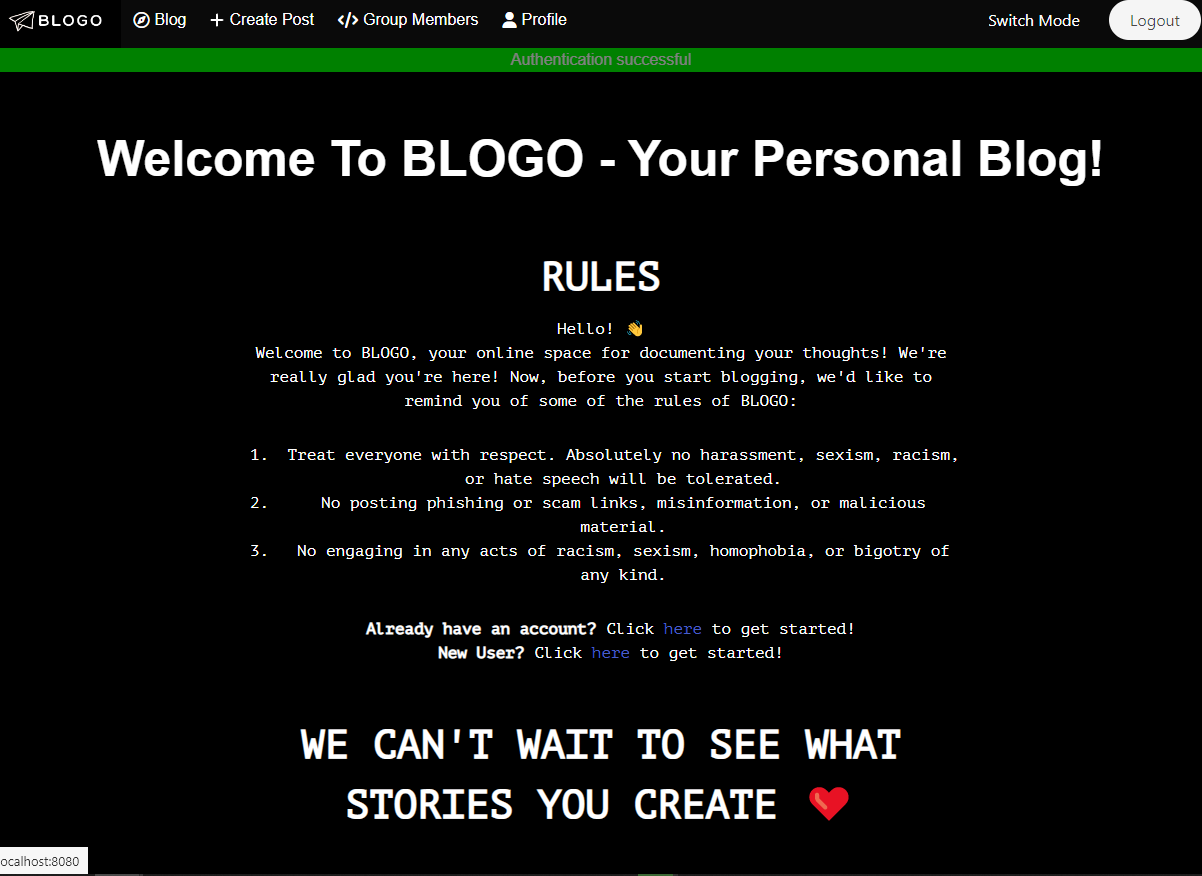 BLOGO Blog Create Post Group Members Profile Switch Mode Logout
Authentication successful
Welcome To BLOGO - Your Personal Blog!
RULES
Hello! 👋
Welcome to BLOGO, your online space for documenting your thoughts! We're
really glad you're here! Now, before you start blogging, we'd like to
remind you of some of the rules of BLOGO:
1. Treat everyone with respect. Absolutely no harassment, sexism, racism,
or hate speech will be tolerated.
2. No posting phishing or scam links, misinformation, or malicious
material.
3. No engaging in any acts of racism, sexism, homophobia, or bigotry of
any kind.
Already have an account? Click here to get started!
New User? Click here to get started!
WE CAN'T WAIT TO SEE WHAT
STORIES YOU CREATE ❤
ocalhost:8080